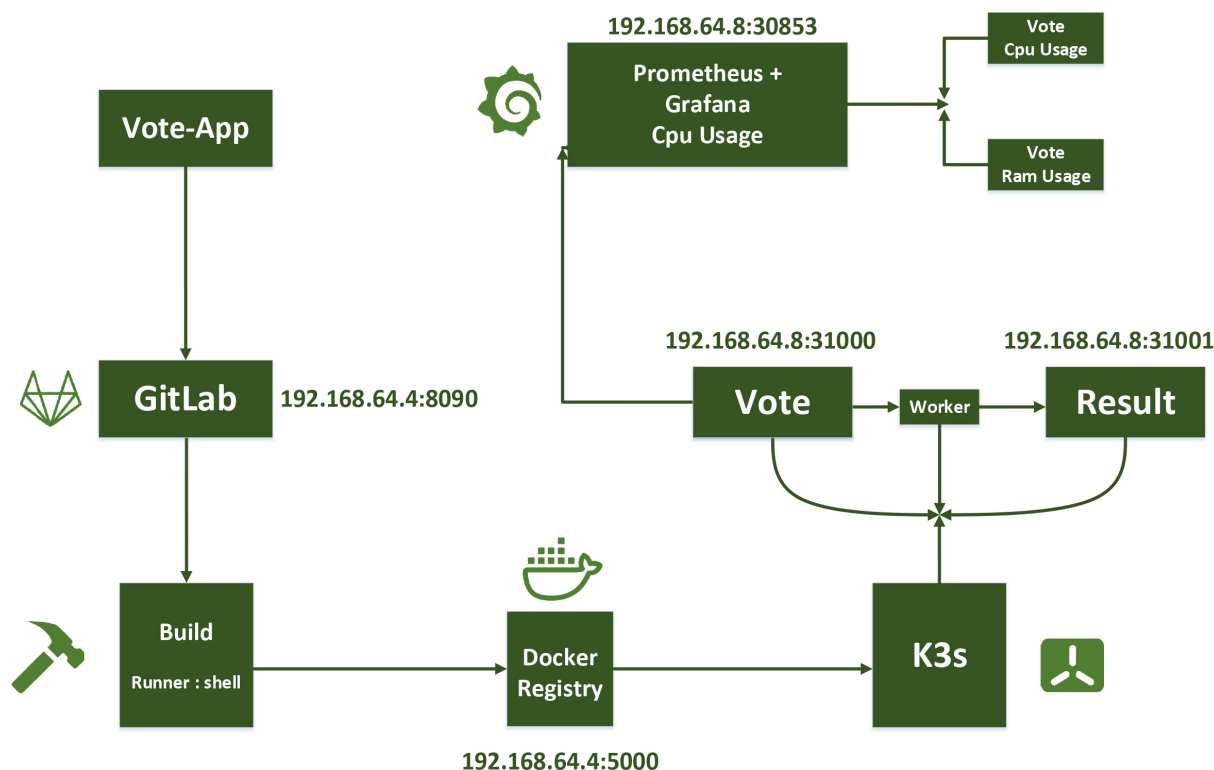 192.168.64.8:30853
Prometheus +
Grafana
Cpu Usage
Vote
Cpu Usage
Vote
Ram Usage
Vote-App
192.168.64.8:31000
192.168.64.8:31001
GitLab
192.168.64.4:8090
Vote
Worker
Result
Build
Runner : shell
Docker
Registry
K3s
192.168.64.4:5000